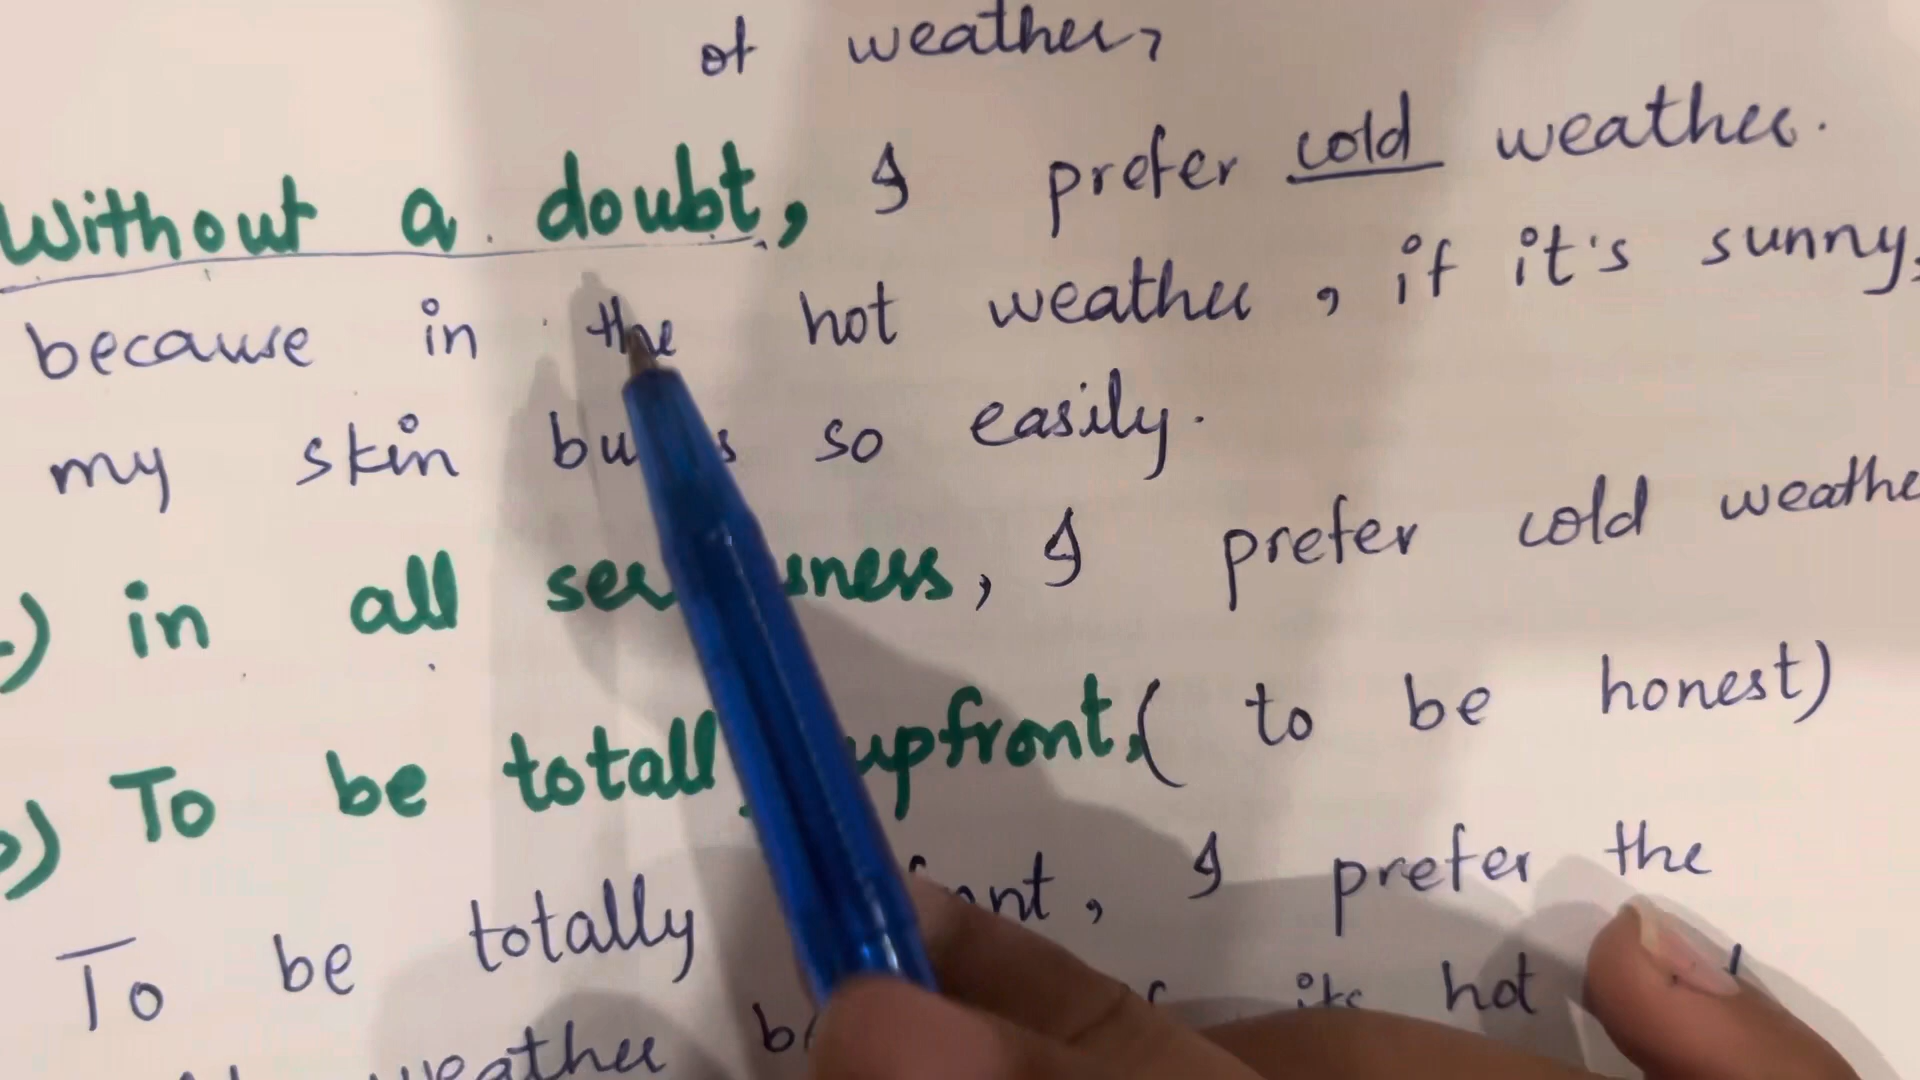 of weather,
Without a doubt, I prefer cold weather.
because in the hot weather, if it's sunny,
my skin so easily.
in all I prefer cold
To be upfront, (to be honest)
To be totally I prefer the
weather its hot